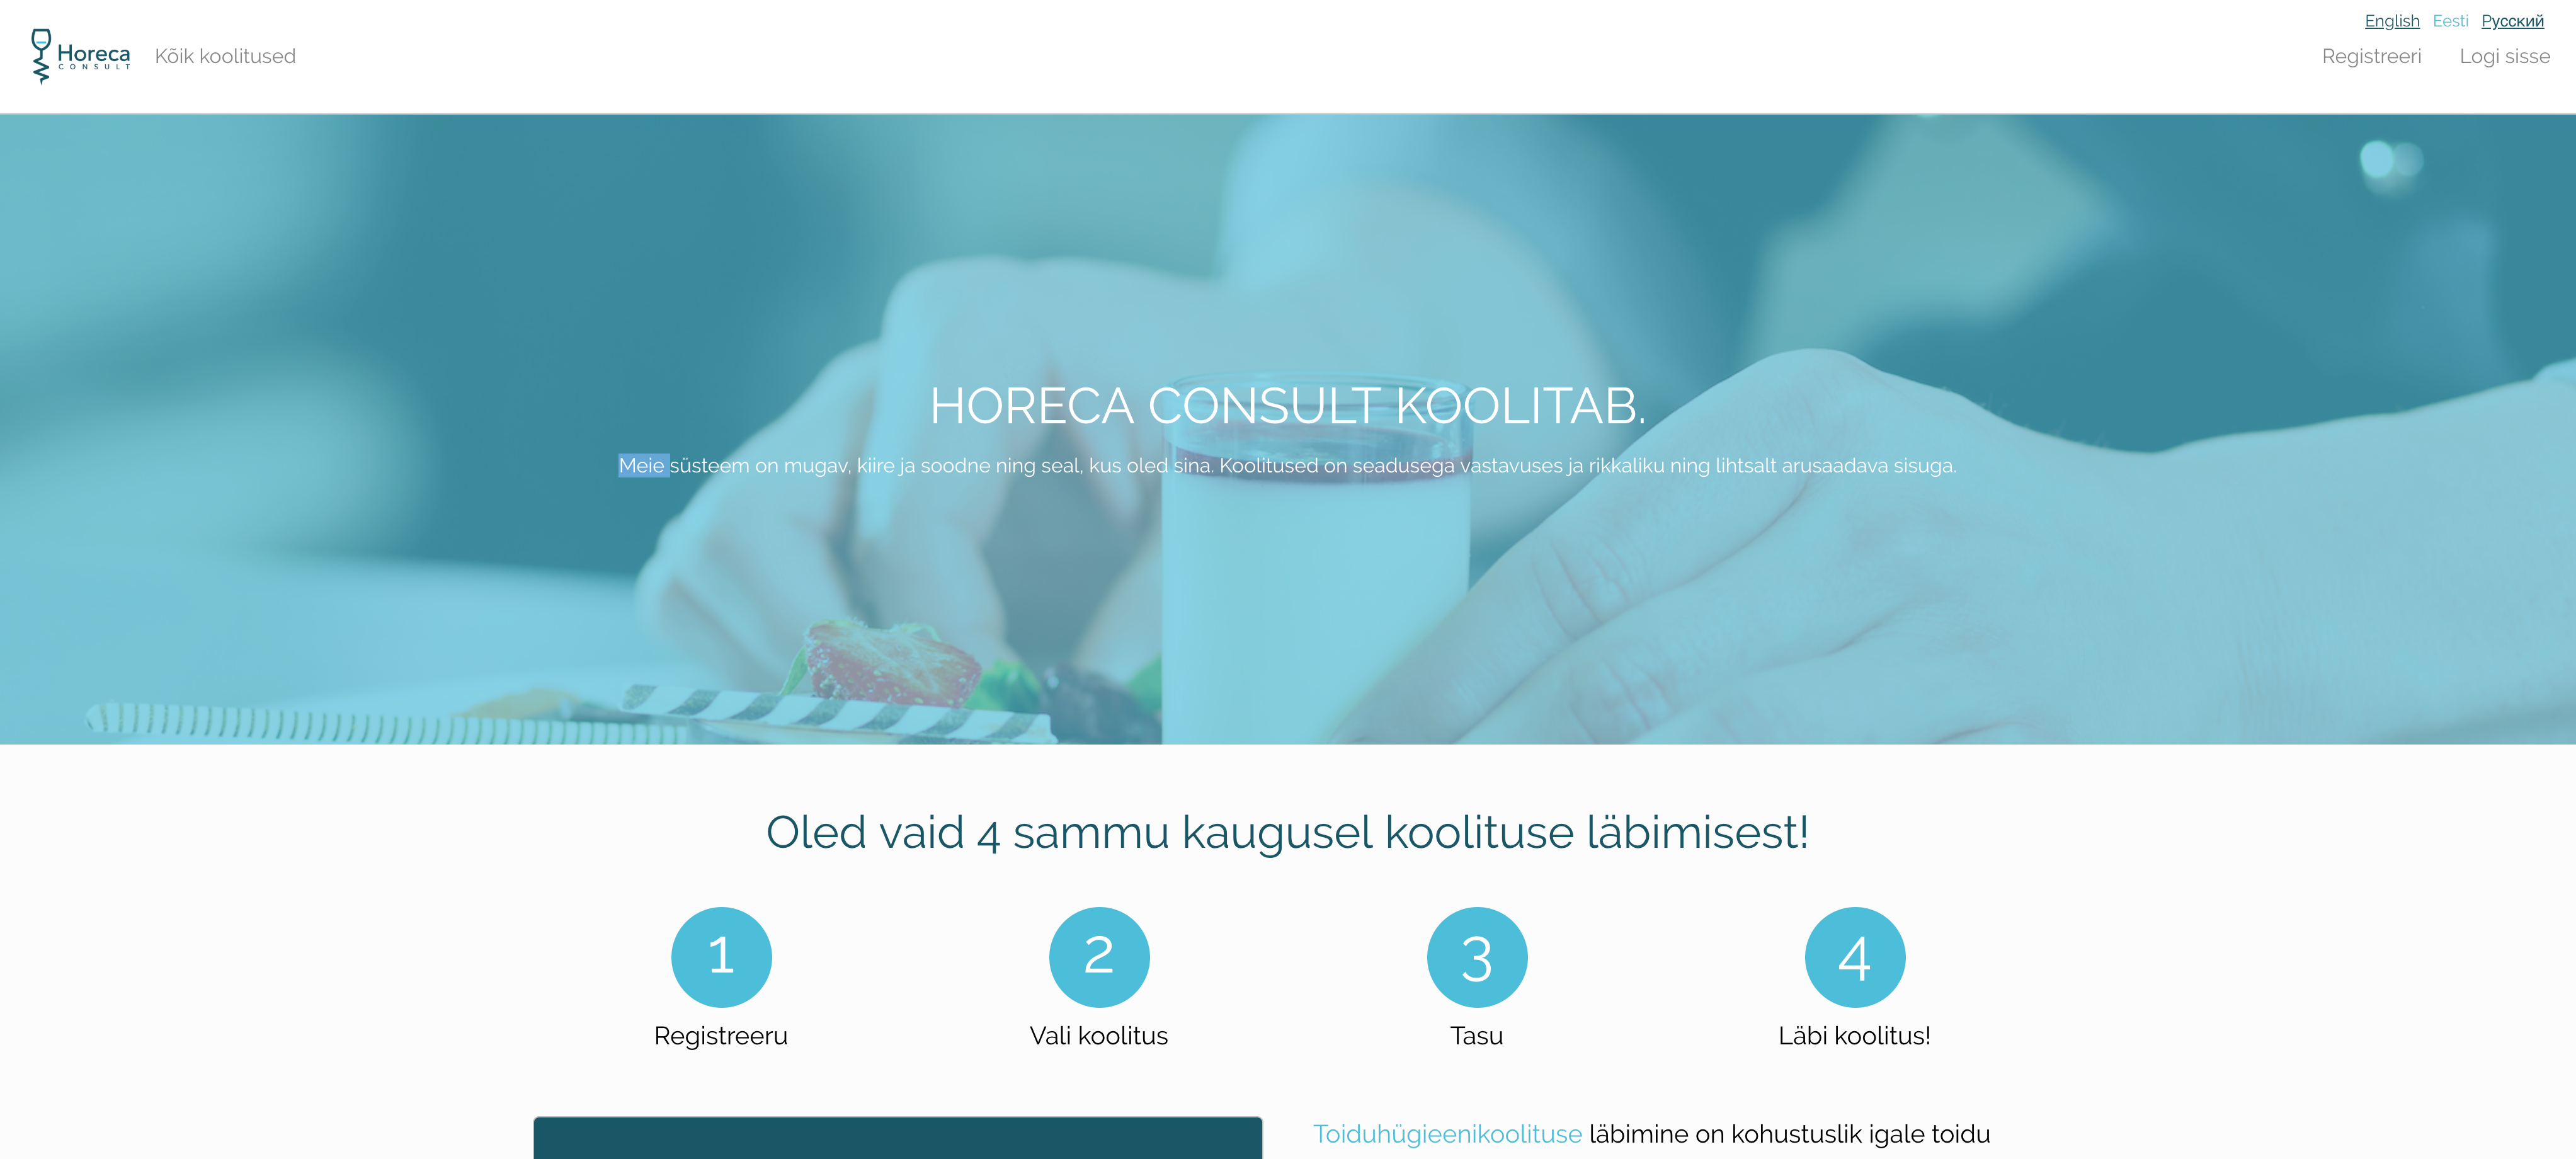 English Eesti Русский
Horeca
CONSULT
Kõik koolitused
Registreeri Logi sisse
HORECA CONSULT KOOLITAB.
Meie süsteem on mugav, kiire ja soodne ning seal, kus oled sina. Koolitused on seadusega vastavuses ja rikkaliku ning lihtsalt arusaadava sisuga.
Oled vaid 4 sammu kaugusel koolituse läbimisest!
1 2 3 4
Registreeru Vali koolitus Tasu Läbi koolitus!
Toiduhügieenikoolituse läbimine on kohustuslik igale toidu